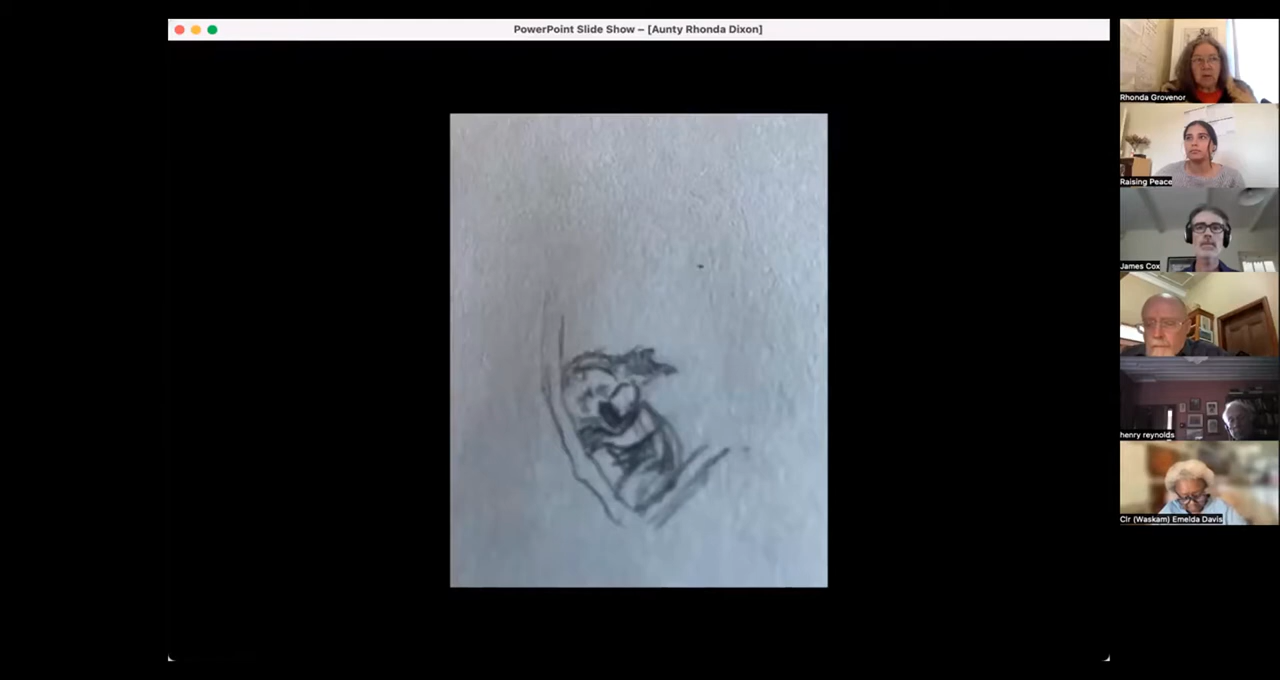 PowerPoint Slide Show – [Aunty Rhonda Dixon]
Rhonda Grovenor
Raising Peace
James Cox
henry reynolds
Clr (Waskam) Emelda Davis